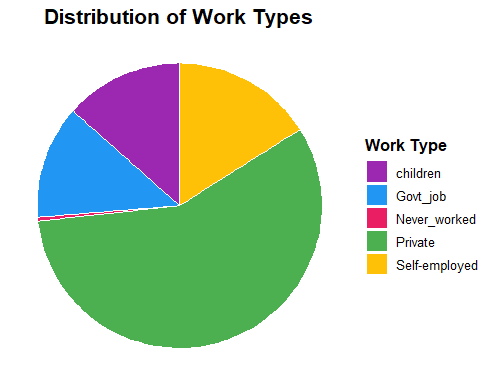 Distribution of Work Types
Work Type
children
Govt_job
Never_worked
Private
Self-employed